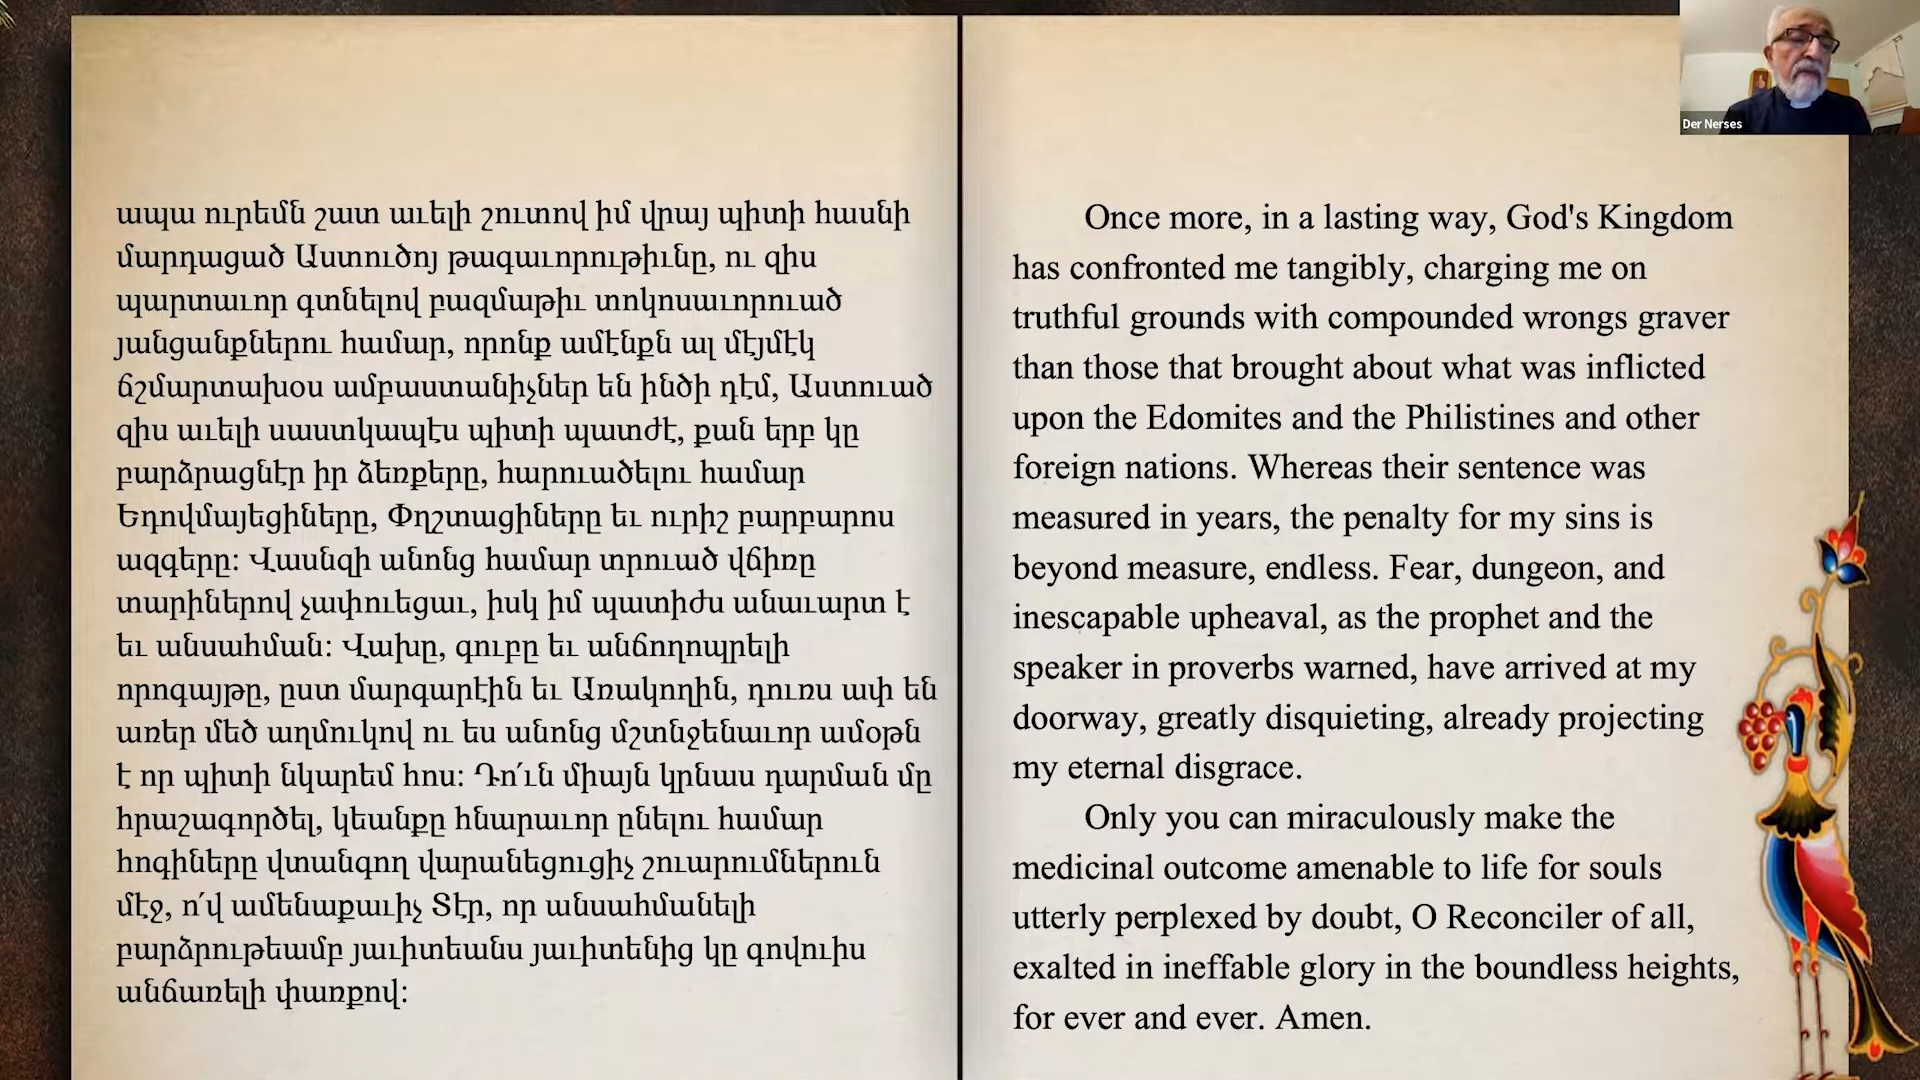 ապա ուրեմն շատ աւելի շուտով իմ վրայ պիտի հասնի
մարդացած Աստուծոյ թագաւորութիւնը, ու զիս
պարտաւոր գտնելով բազմաթիւ տոկոսաւորուած
յանցանքներու համար, որոնք ամէնքն ալ մէյմէկ
ճշմարտախօս ամբաստանիչներ են ինծի դէմ, Աստուած
զիս աւելի սաստկապէս պիտի պատժէ, քան երբ կը
բարձրացնէր իր ձեռքերը, հարուածելու համար
Եդովմայեցիները, Փղշտացիները եւ ուրիշ բարբարոս
ազգերը։ Վասնզի անոնց համար տրուած վճիռը
տարիներով չափուեցաւ, իսկ իմ պատիժս անաւարտ է
եւ անսահման։ Վախը, գուբը եւ անճողոպրելի
որոգայթը, ըստ մարգարէին եւ Առակողին, դուռս ափ են
առեր մեծ աղմուկով ու ես անոնց մշտնջենաւոր ամօթն
է որ պիտի նկարեմ հոս։ Դո՛ւն միայն կրնաս դարման մը
հրաշագործել, կեանքը հնարաւոր ընելու համար
հոգիները վտանգող վարանեցուցիչ շուարումներուն
մէջ, ո՛վ ամենաքաւիչ Տէր, որ անսահմանելի
բարձրութեամբ յաւիտեանս յաւիտենից կը գովուիս
անճառելի փառքով։
Once more, in a lasting way, God's Kingdom
has confronted me tangibly, charging me on
truthful grounds with compounded wrongs graver
than those that brought about what was inflicted
upon the Edomites and the Philistines and other
foreign nations. Whereas their sentence was
measured in years, the penalty for my sins is
beyond measure, endless. Fear, dungeon, and
inescapable upheaval, as the prophet and the
speaker in proverbs warned, have arrived at my
doorway, greatly disquieting, already projecting
my eternal disgrace.
Only you can miraculously make the
medicinal outcome amenable to life for souls
utterly perplexed by doubt, O Reconciler of all,
exalted in ineffable glory in the boundless heights,
for ever and ever. Amen.
Der Nerses